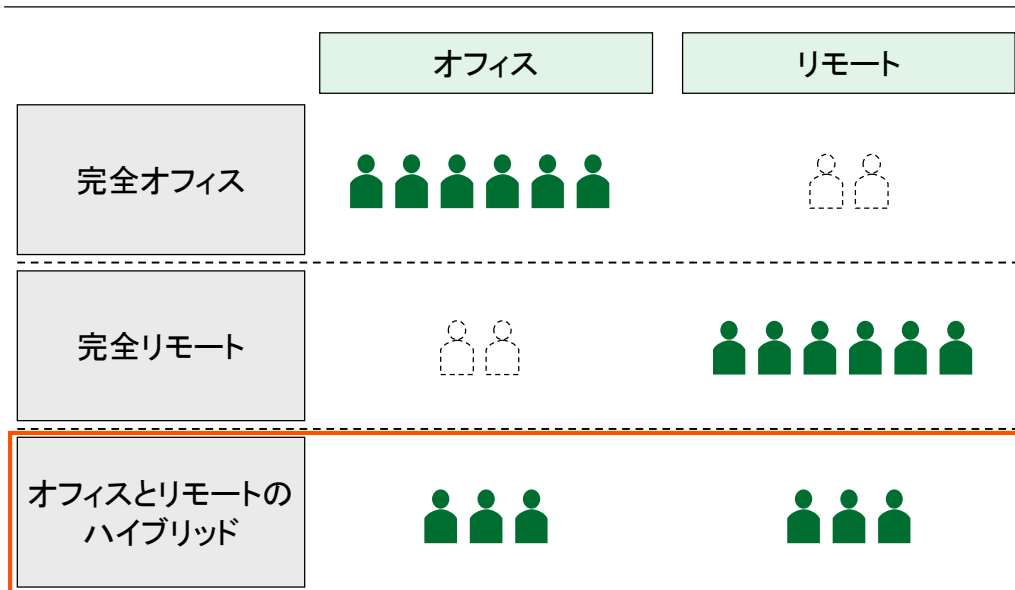 オフィス
リモート
完全オフィス
完全リモート
オフィスとリモートの
ハイブリッド